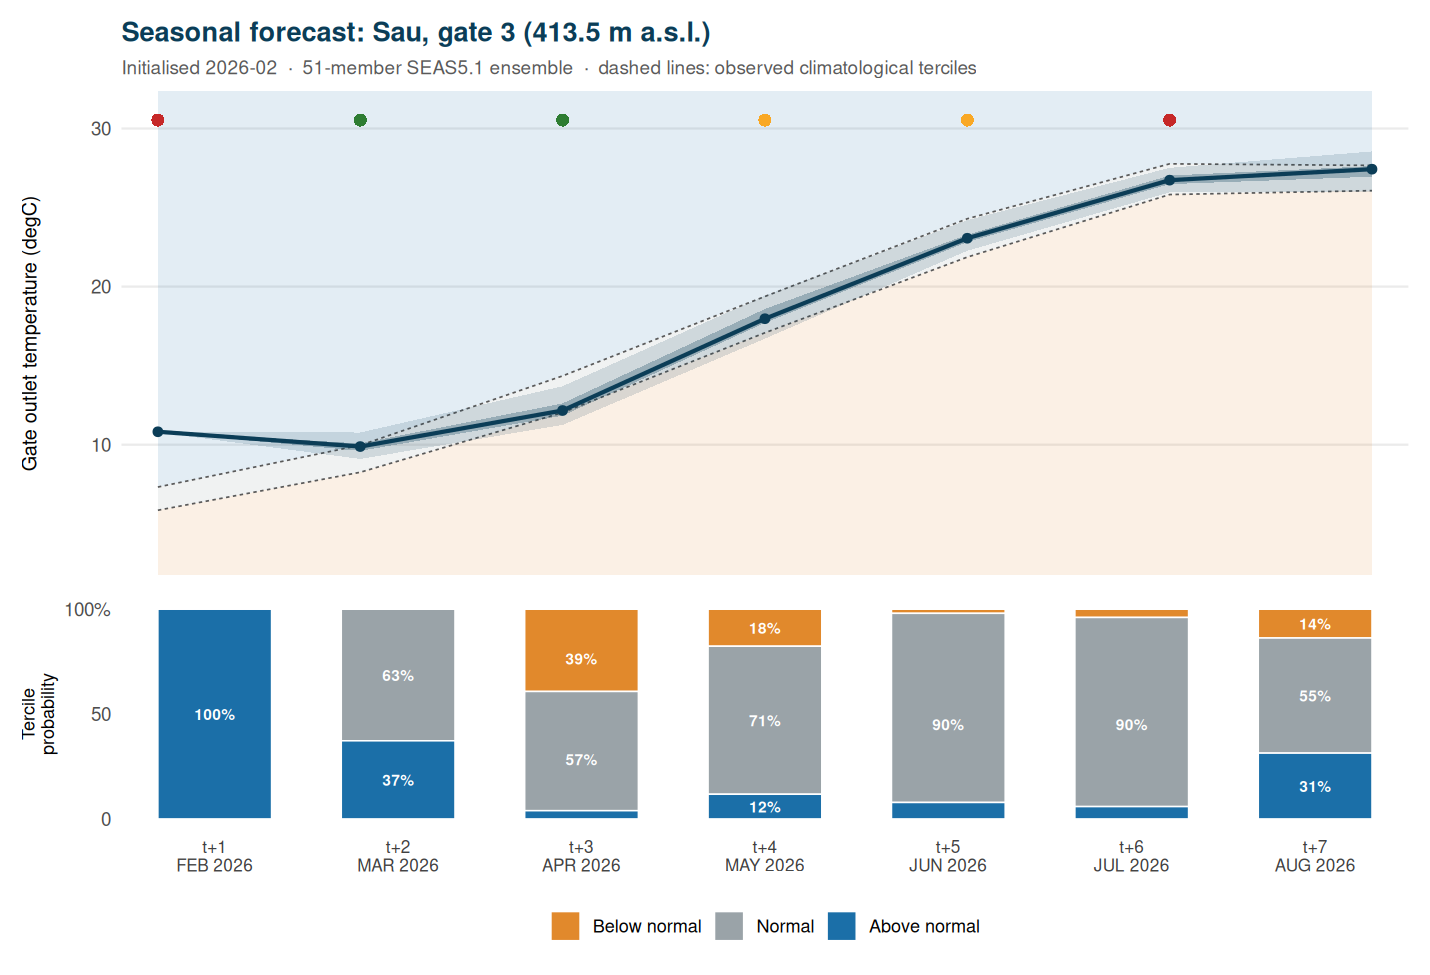 Seasonal forecast: Sau, gate 3 (413.5 m a.s.l.)
Initialised 2026-02 · 51-member SEAS5.1 ensemble · dashed lines: observed climatological terciles
Gate outlet temperature (degC)
30
20
10
Tercile
probability
100%
50
0
100%
63%
37%
39%
57%
18%
71%
12%
90%
90%
14%
55%
31%
t+1
FEB 2026
t+2
MAR 2026
t+3
APR 2026
t+4
MAY 2026
t+5
JUN 2026
t+6
JUL 2026
t+7
AUG 2026
Below normal
Normal
Above normal